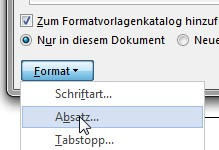 Zum Formatvorlagenkatalog hinzuf
Nur in diesem Dokument Neue
Format
Schriftart...
Absatz...
Tabstopp...